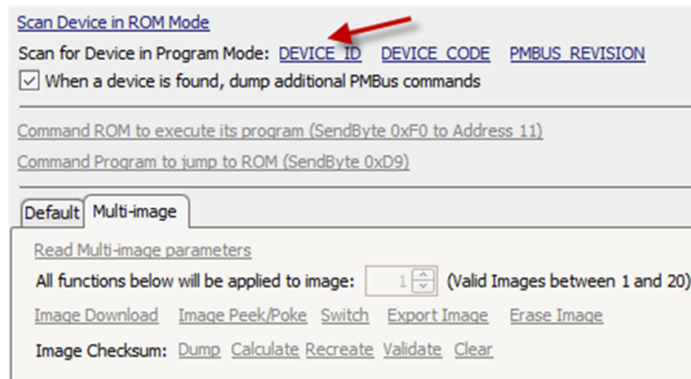 Scan Device in ROM Mode
Scan for Device in Program Mode: DEVICE_ID DEVICE_CODE PMBUS_REVISION
When a device is found, dump additional PMBus commands
Command ROM to execute its program (SendByte 0xF0 to Address 11)
Command Program to jump to ROM (SendByte 0xD9)
Default Multi-image
Read Multi-image parameters
All functions below will be applied to image: 1 (Valid Images between 1 and 20)
Image Download Image Peek/Poke Switch Export Image Erase Image
Image Checksum: Dump Calculate Recreate Validate Clear